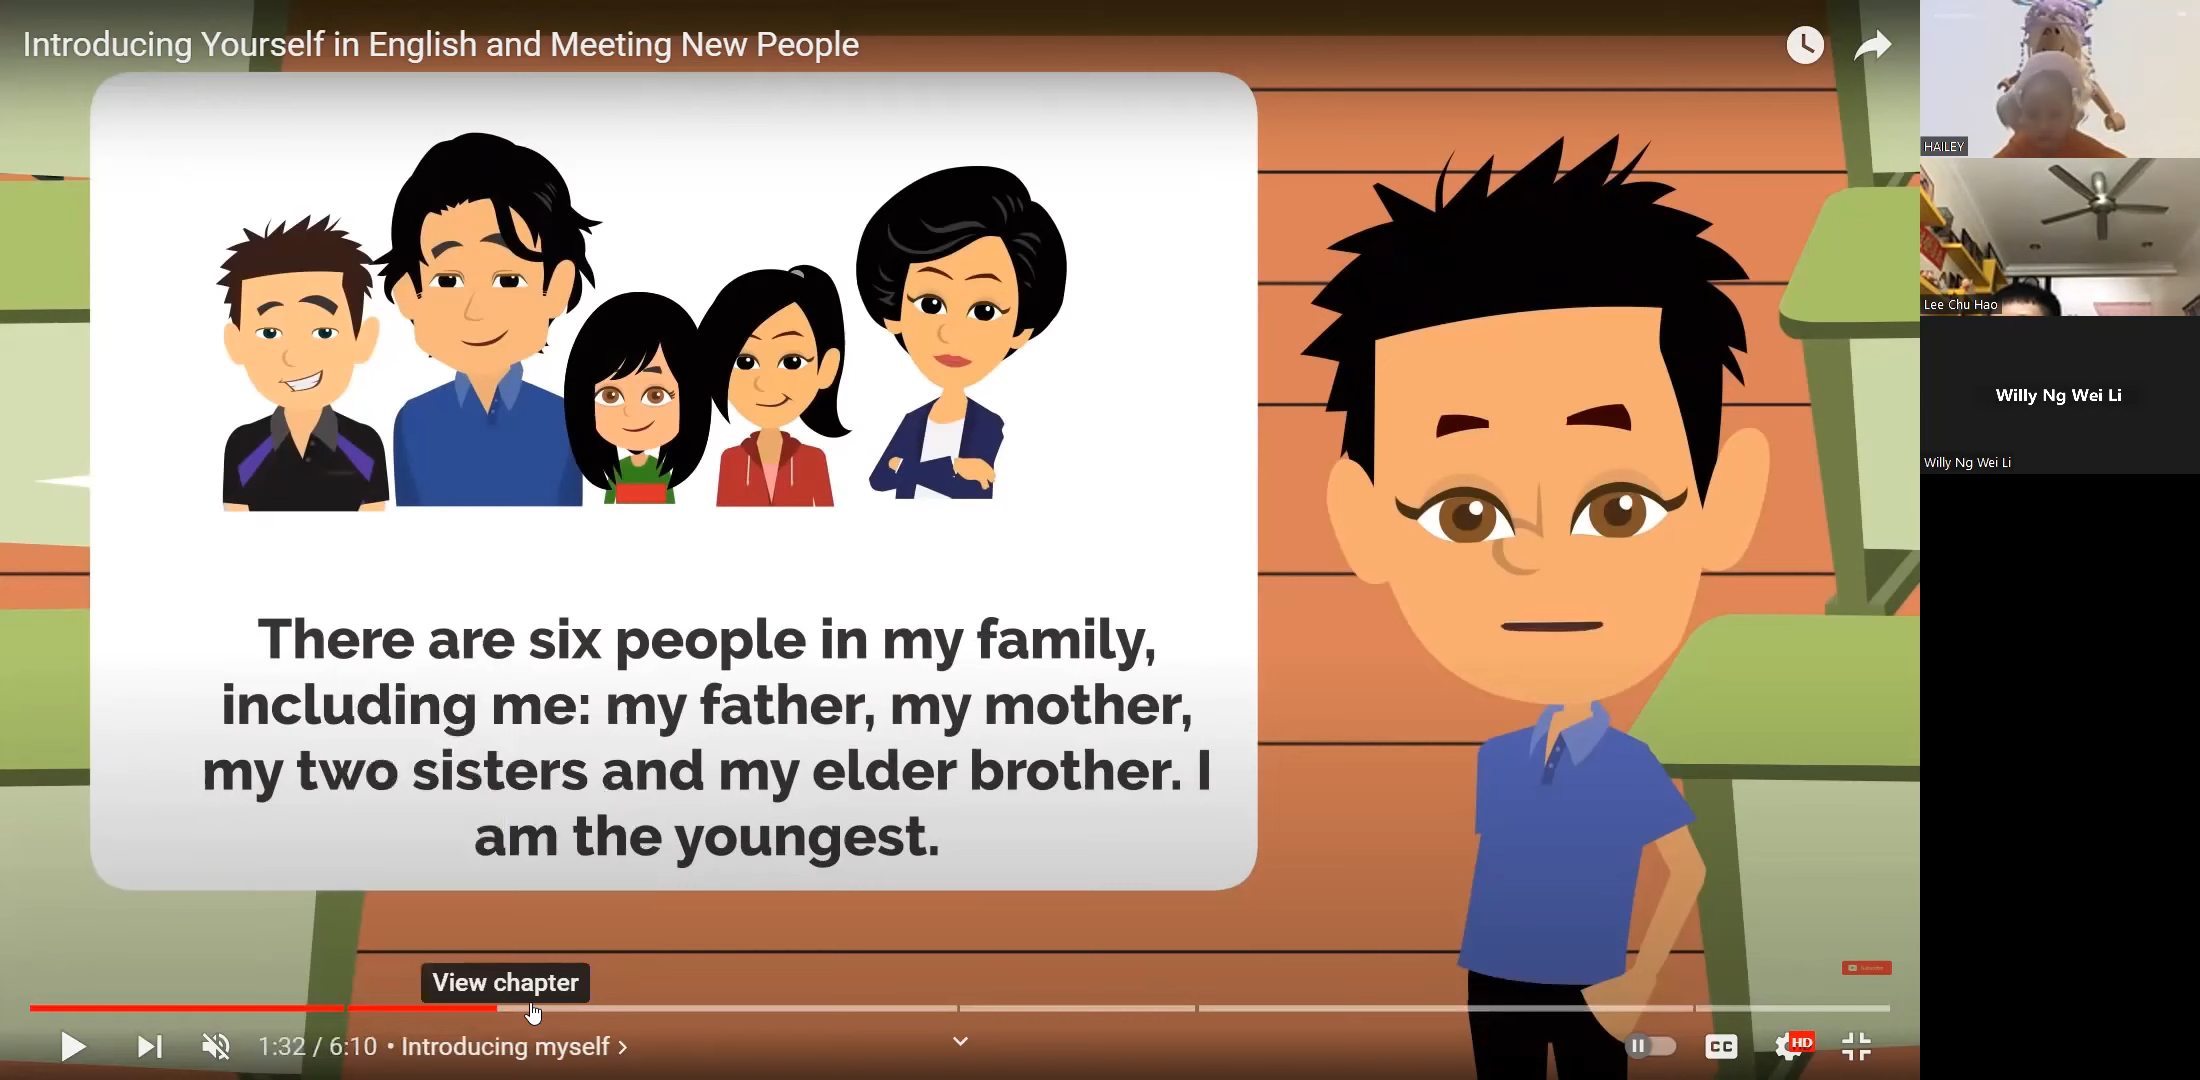 Introducing Yourself in English and Meeting New People
There are six people in my family,
including me: my father, my mother,
my two sisters and my elder brother. I
am the youngest.
View chapter
1:32 / 6:10 • Introducing myself ›
CC
HD
HAILEY
Lee Chu Hao
Willy Ng Wei Li
Willy Ng Wei Li